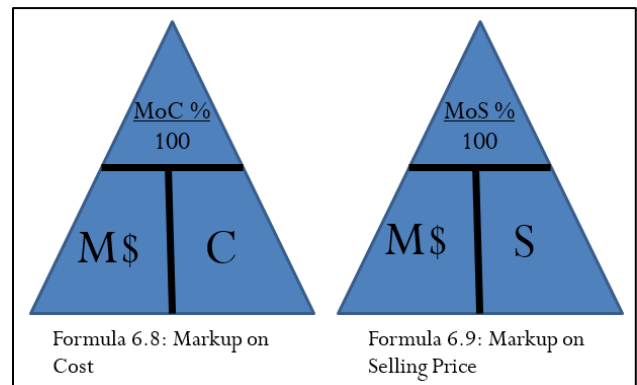 MoC %
100
M$
C
Formula 6.8: Markup on
Cost
MoS %
100
M$
S
Formula 6.9: Markup on
Selling Price